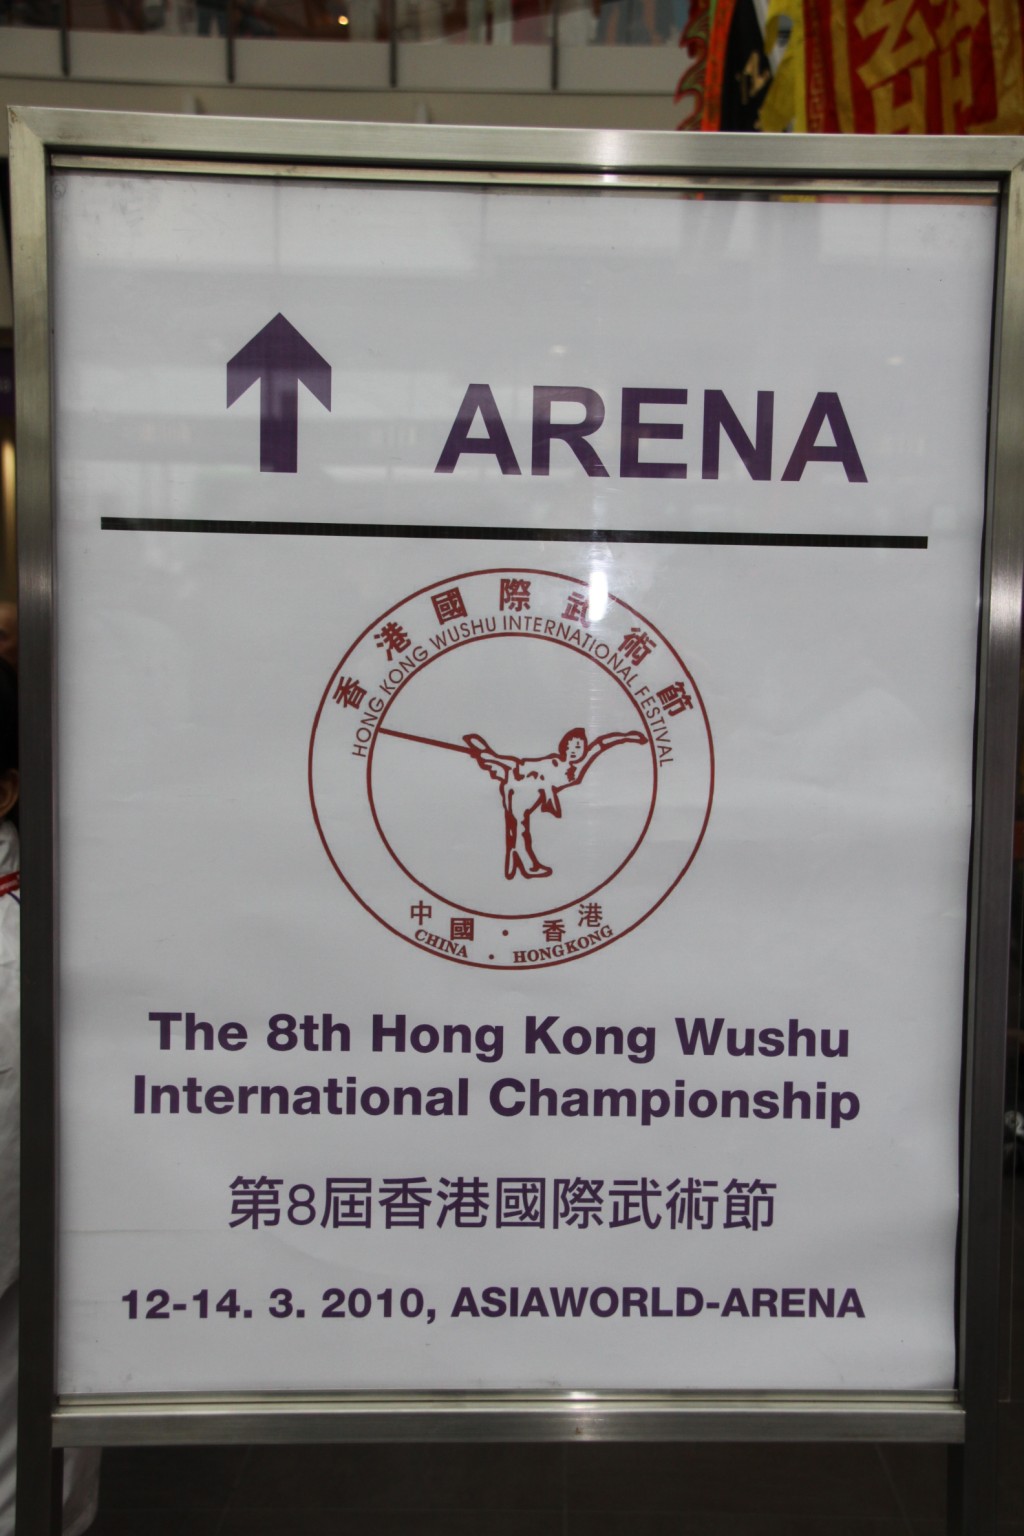 ARENA
香港國際武術節
HONG KONG WUSHU INTERNATIONAL FESTIVAL
中國·香港
CHINA · HONG KONG
The 8th Hong Kong Wushu
International Championship
第8屆香港國際武術節
12-14. 3. 2010, ASIAWORLD-ARENA